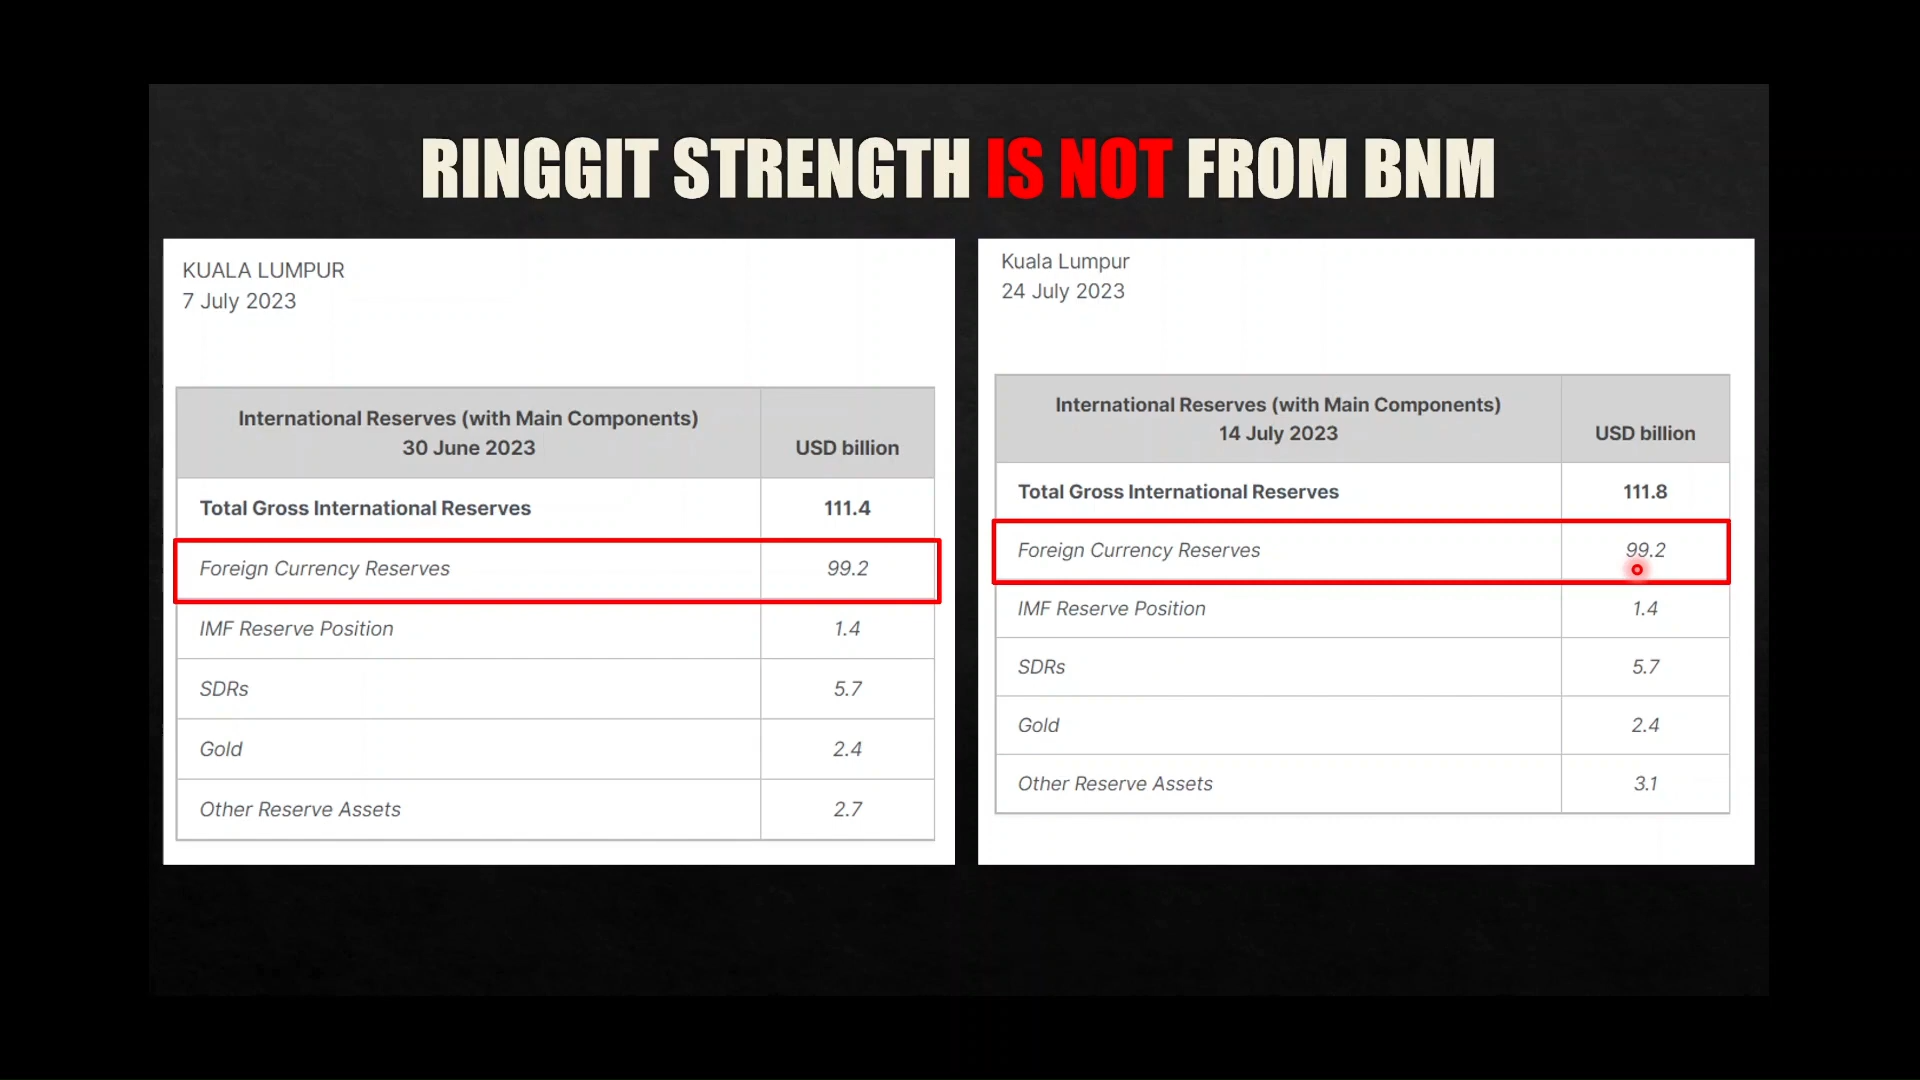 RINGGIT STRENGTH IS NOT FROM BNM
KUALA LUMPUR
7 July 2023
International Reserves (with Main Components)
30 June 2023
USD billion
Total Gross International Reserves 111.4
Foreign Currency Reserves 99.2
IMF Reserve Position 1.4
SDRs 5.7
Gold 2.4
Other Reserve Assets 2.7
Kuala Lumpur
24 July 2023
International Reserves (with Main Components)
14 July 2023
USD billion
Total Gross International Reserves 111.8
Foreign Currency Reserves 99.2
IMF Reserve Position 1.4
SDRs 5.7
Gold 2.4
Other Reserve Assets 3.1